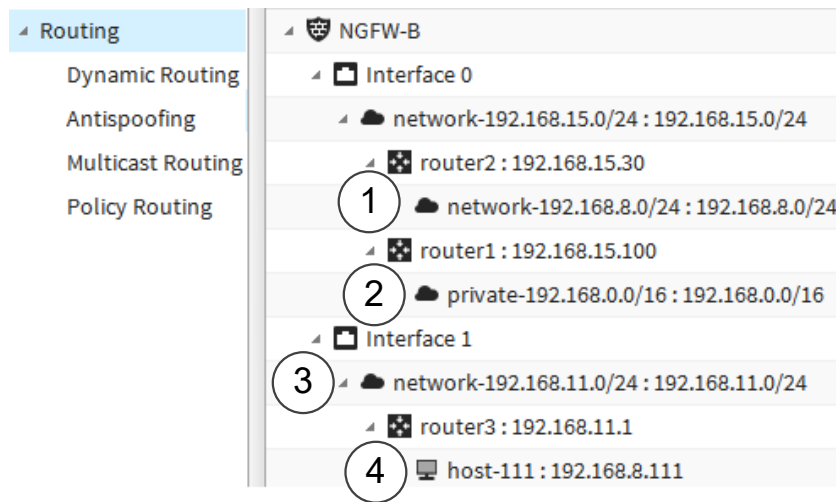 Routing
Dynamic Routing
Antispoofing
Multicast Routing
Policy Routing
NGFW-B
Interface 0
network-192.168.15.0/24 : 192.168.15.0/24
router2 : 192.168.15.30
1 network-192.168.8.0/24 : 192.168.8.0/24
router1 : 192.168.15.100
2 private-192.168.0.0/16 : 192.168.0.0/16
Interface 1
3 network-192.168.11.0/24 : 192.168.11.0/24
router3 : 192.168.11.1
4 host-111 : 192.168.8.111